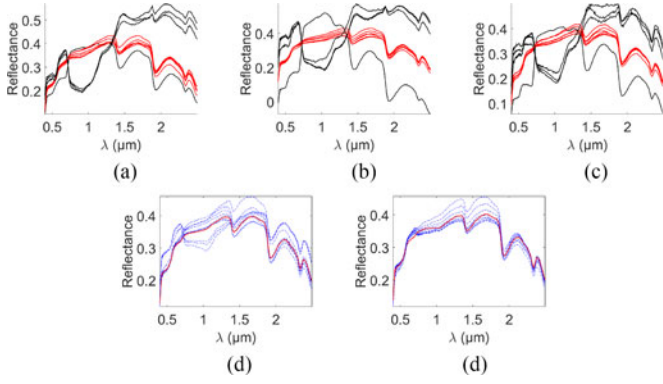 0.5
0.4
0.3
0.2
Reflectance
0.5 1 1.5 2
λ (μm)
(a)
0.4
0.2
0
Reflectance
0.5 1 1.5 2
λ (μm)
(b)
0.4
0.3
0.2
0.1
Reflectance
0.5 1 1.5 2
λ (μm)
(c)
0.4
0.3
0.2
Reflectance
0.5 1 1.5 2
λ (μm)
(d)
0.4
0.3
0.2
Reflectance
0.5 1 1.5 2
λ (μm)
(d)